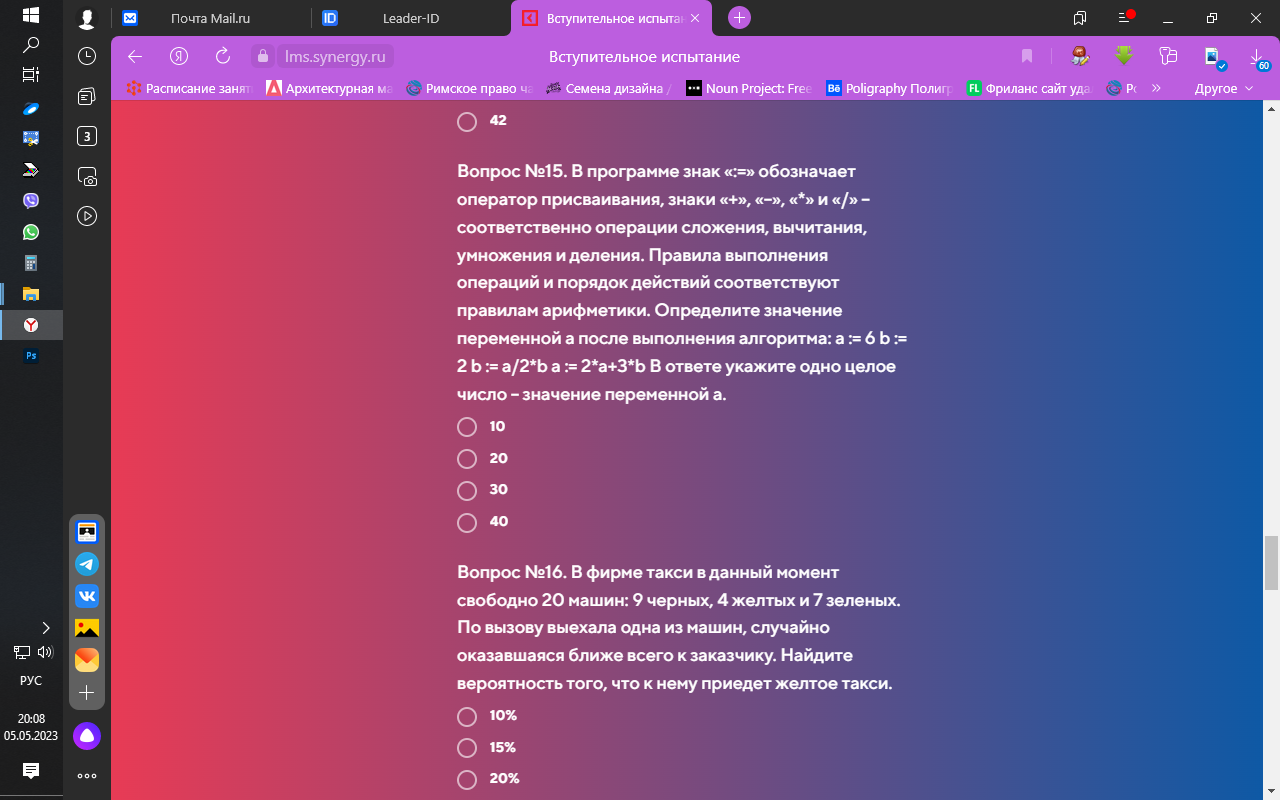 Почта Mail.ru
ID
Leader-ID
Вступительное испыта
lms.synergy.ru
Вступительное испытание
60
Расписание занят
Архитектурная ма
Римское право ча
Семена дизайна /
Noun Project: Free
Bē
Poligraphy Полигр
FL
Фриланс сайт уда
Ро
»
Другое
3
42
Вопрос №15. В программе знак «:=» обозначает
оператор присваивания, знаки «+», «–», «*» и «/» –
соответственно операции сложения, вычитания,
умножения и деления. Правила выполнения
операций и порядок действий соответствуют
правилам арифметики. Определите значение
переменной a после выполнения алгоритма: a := 6 b :=
2 b := a/2*b a := 2*a+3*b В ответе укажите одно целое
число – значение переменной a.
10
20
30
40
Вопрос №16. В фирме такси в данный момент
свободно 20 машин: 9 черных, 4 желтых и 7 зеленых.
По вызову выехала одна из машин, случайно
оказавшаяся ближе всего к заказчику. Найдите
вероятность того, что к нему приедет желтое такси.
10%
15%
20%
Ps
РУС
20:08
05.05.2023